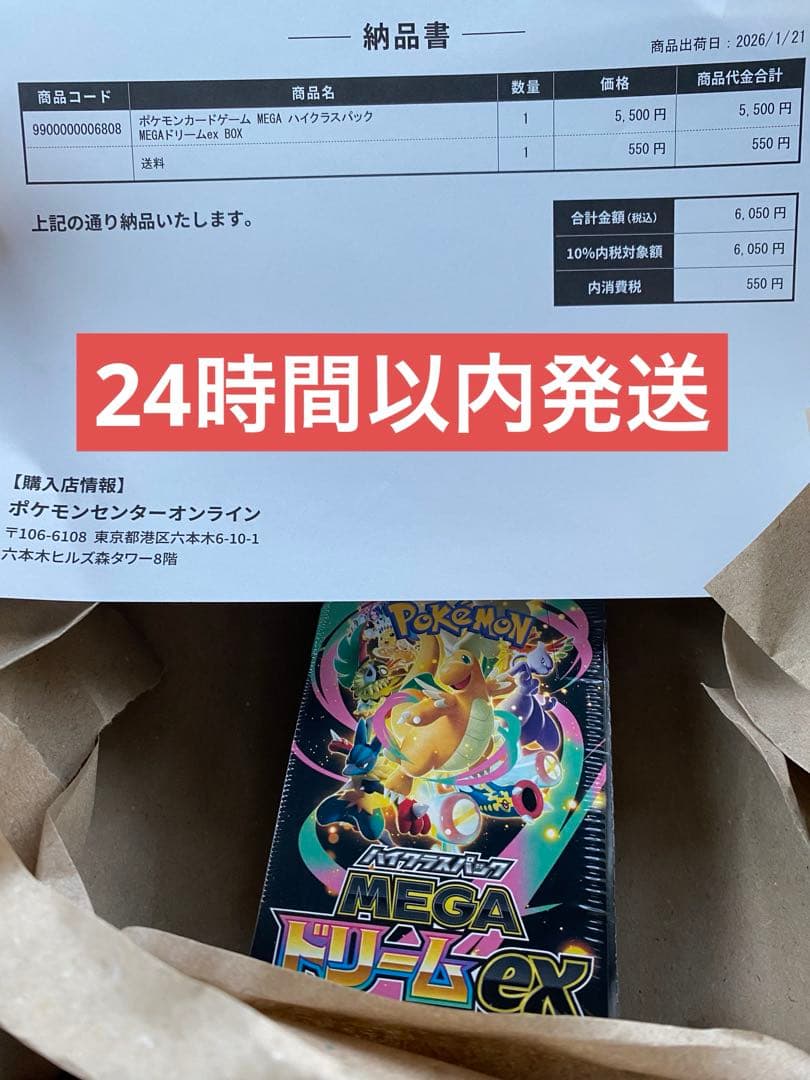 納品書
商品出荷日：2026/1/21
商品コード 商品名 数量 価格 商品代金合計
9900000006808 ポケモンカードゲーム MEGA ハイクラスパック 1 5,500 円 5,500 円
MEGAドリームex BOX
送料 1 550 円 550 円
上記の通り納品いたします。
合計金額(税込) 6,050 円
10%内税対象額 6,050 円
内消費税 550 円
24時間以内発送
【購入店情報】
ポケモンセンターオンライン
〒106-6108 東京都港区六本木6-10-1
六本木ヒルズ森タワー8階
POKéMON
ハイクラスパック
MEGA
ドリームex